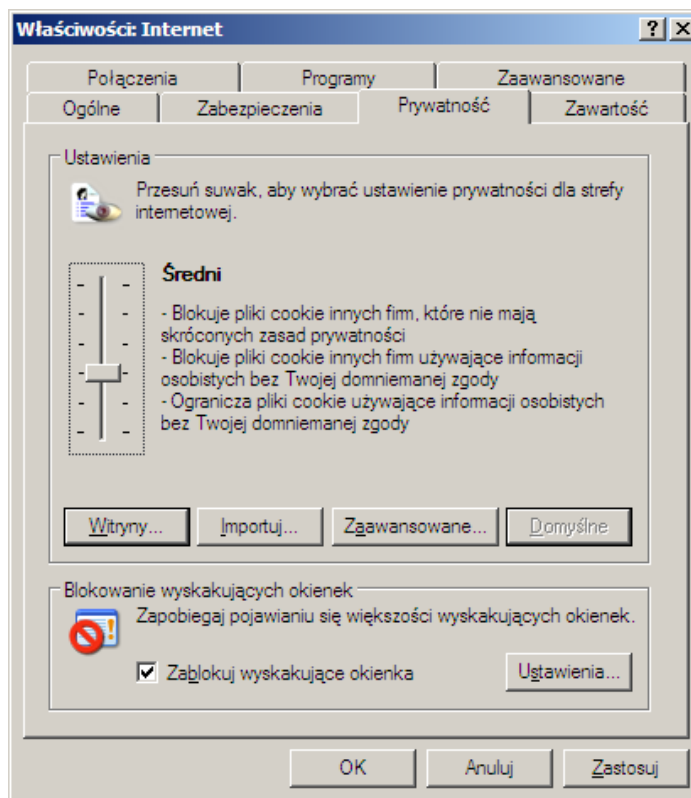 Właściwości: Internet
Połączenia Programy Zaawansowane
Ogólne Zabezpieczenia Prywatność Zawartość
Ustawienia
Przesuń suwak, aby wybrać ustawienie prywatności dla strefy
internetowej.
Średni
- Blokuje pliki cookie innych firm, które nie mają
skróconych zasad prywatności
- Blokuje pliki cookie innych firm używające informacji
osobistych bez Twojej domniemanej zgody
- Ogranicza pliki cookie używające informacji osobistych
bez Twojej domniemanej zgody
Witryny... Importuj... Zaawansowane... Domyślne
Blokowanie wyskakujących okienek
Zapobiegaj pojawianiu się większości wyskakujących okienek.
Zablokuj wyskakujące okienka Ustawienia...
OK Anuluj Zastosuj